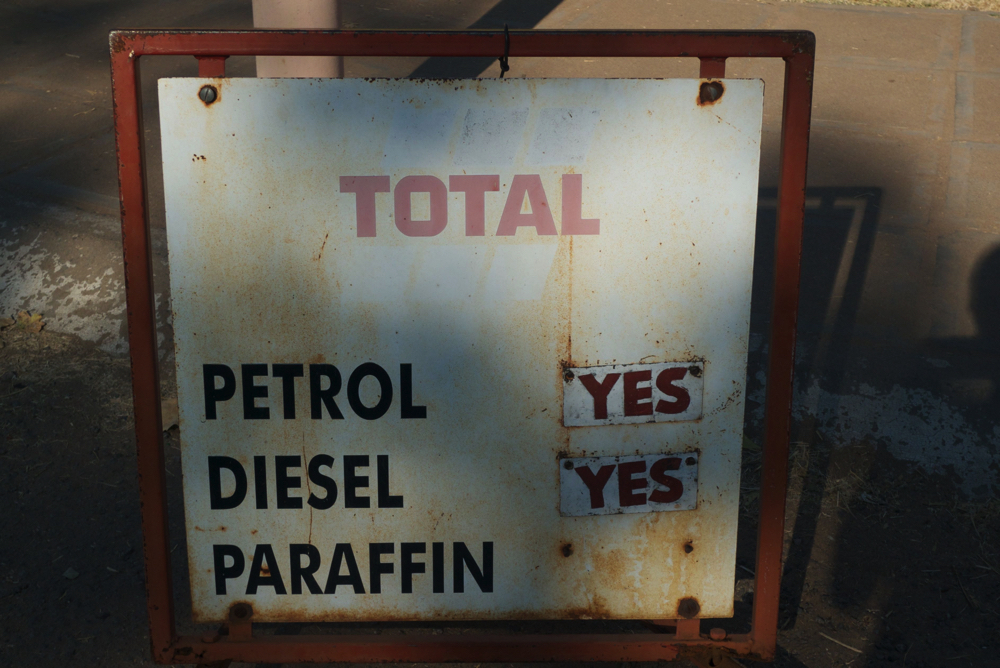 TOTAL
PETROL YES
DIESEL YES
PARAFFIN